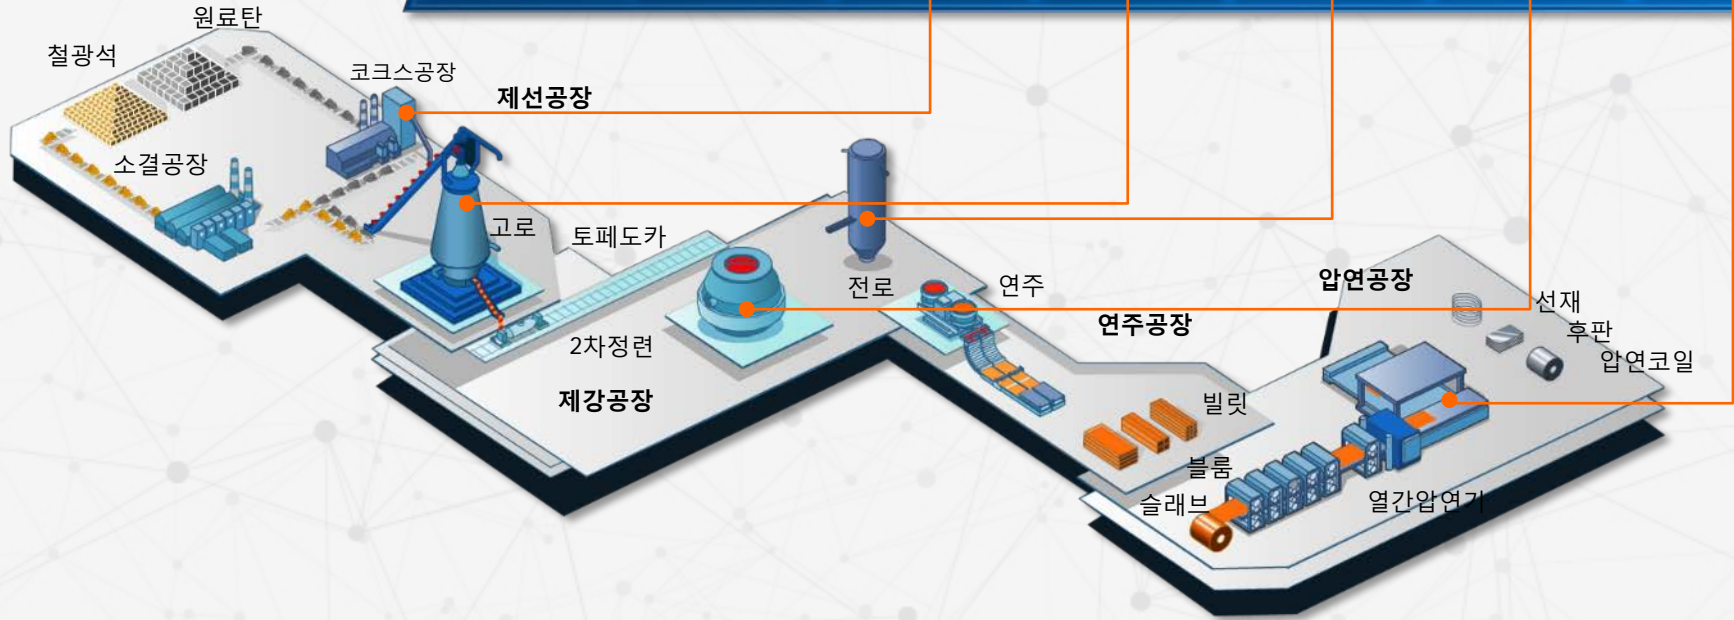 원료탄
철광석
코크스공장
제선공장
소결공장
고로
토페도카
전로
연주
압연공장
선재
연주공장
후판
2차정련
압연코일
제강공장
빌릿
블룸
슬래브
열간압연기